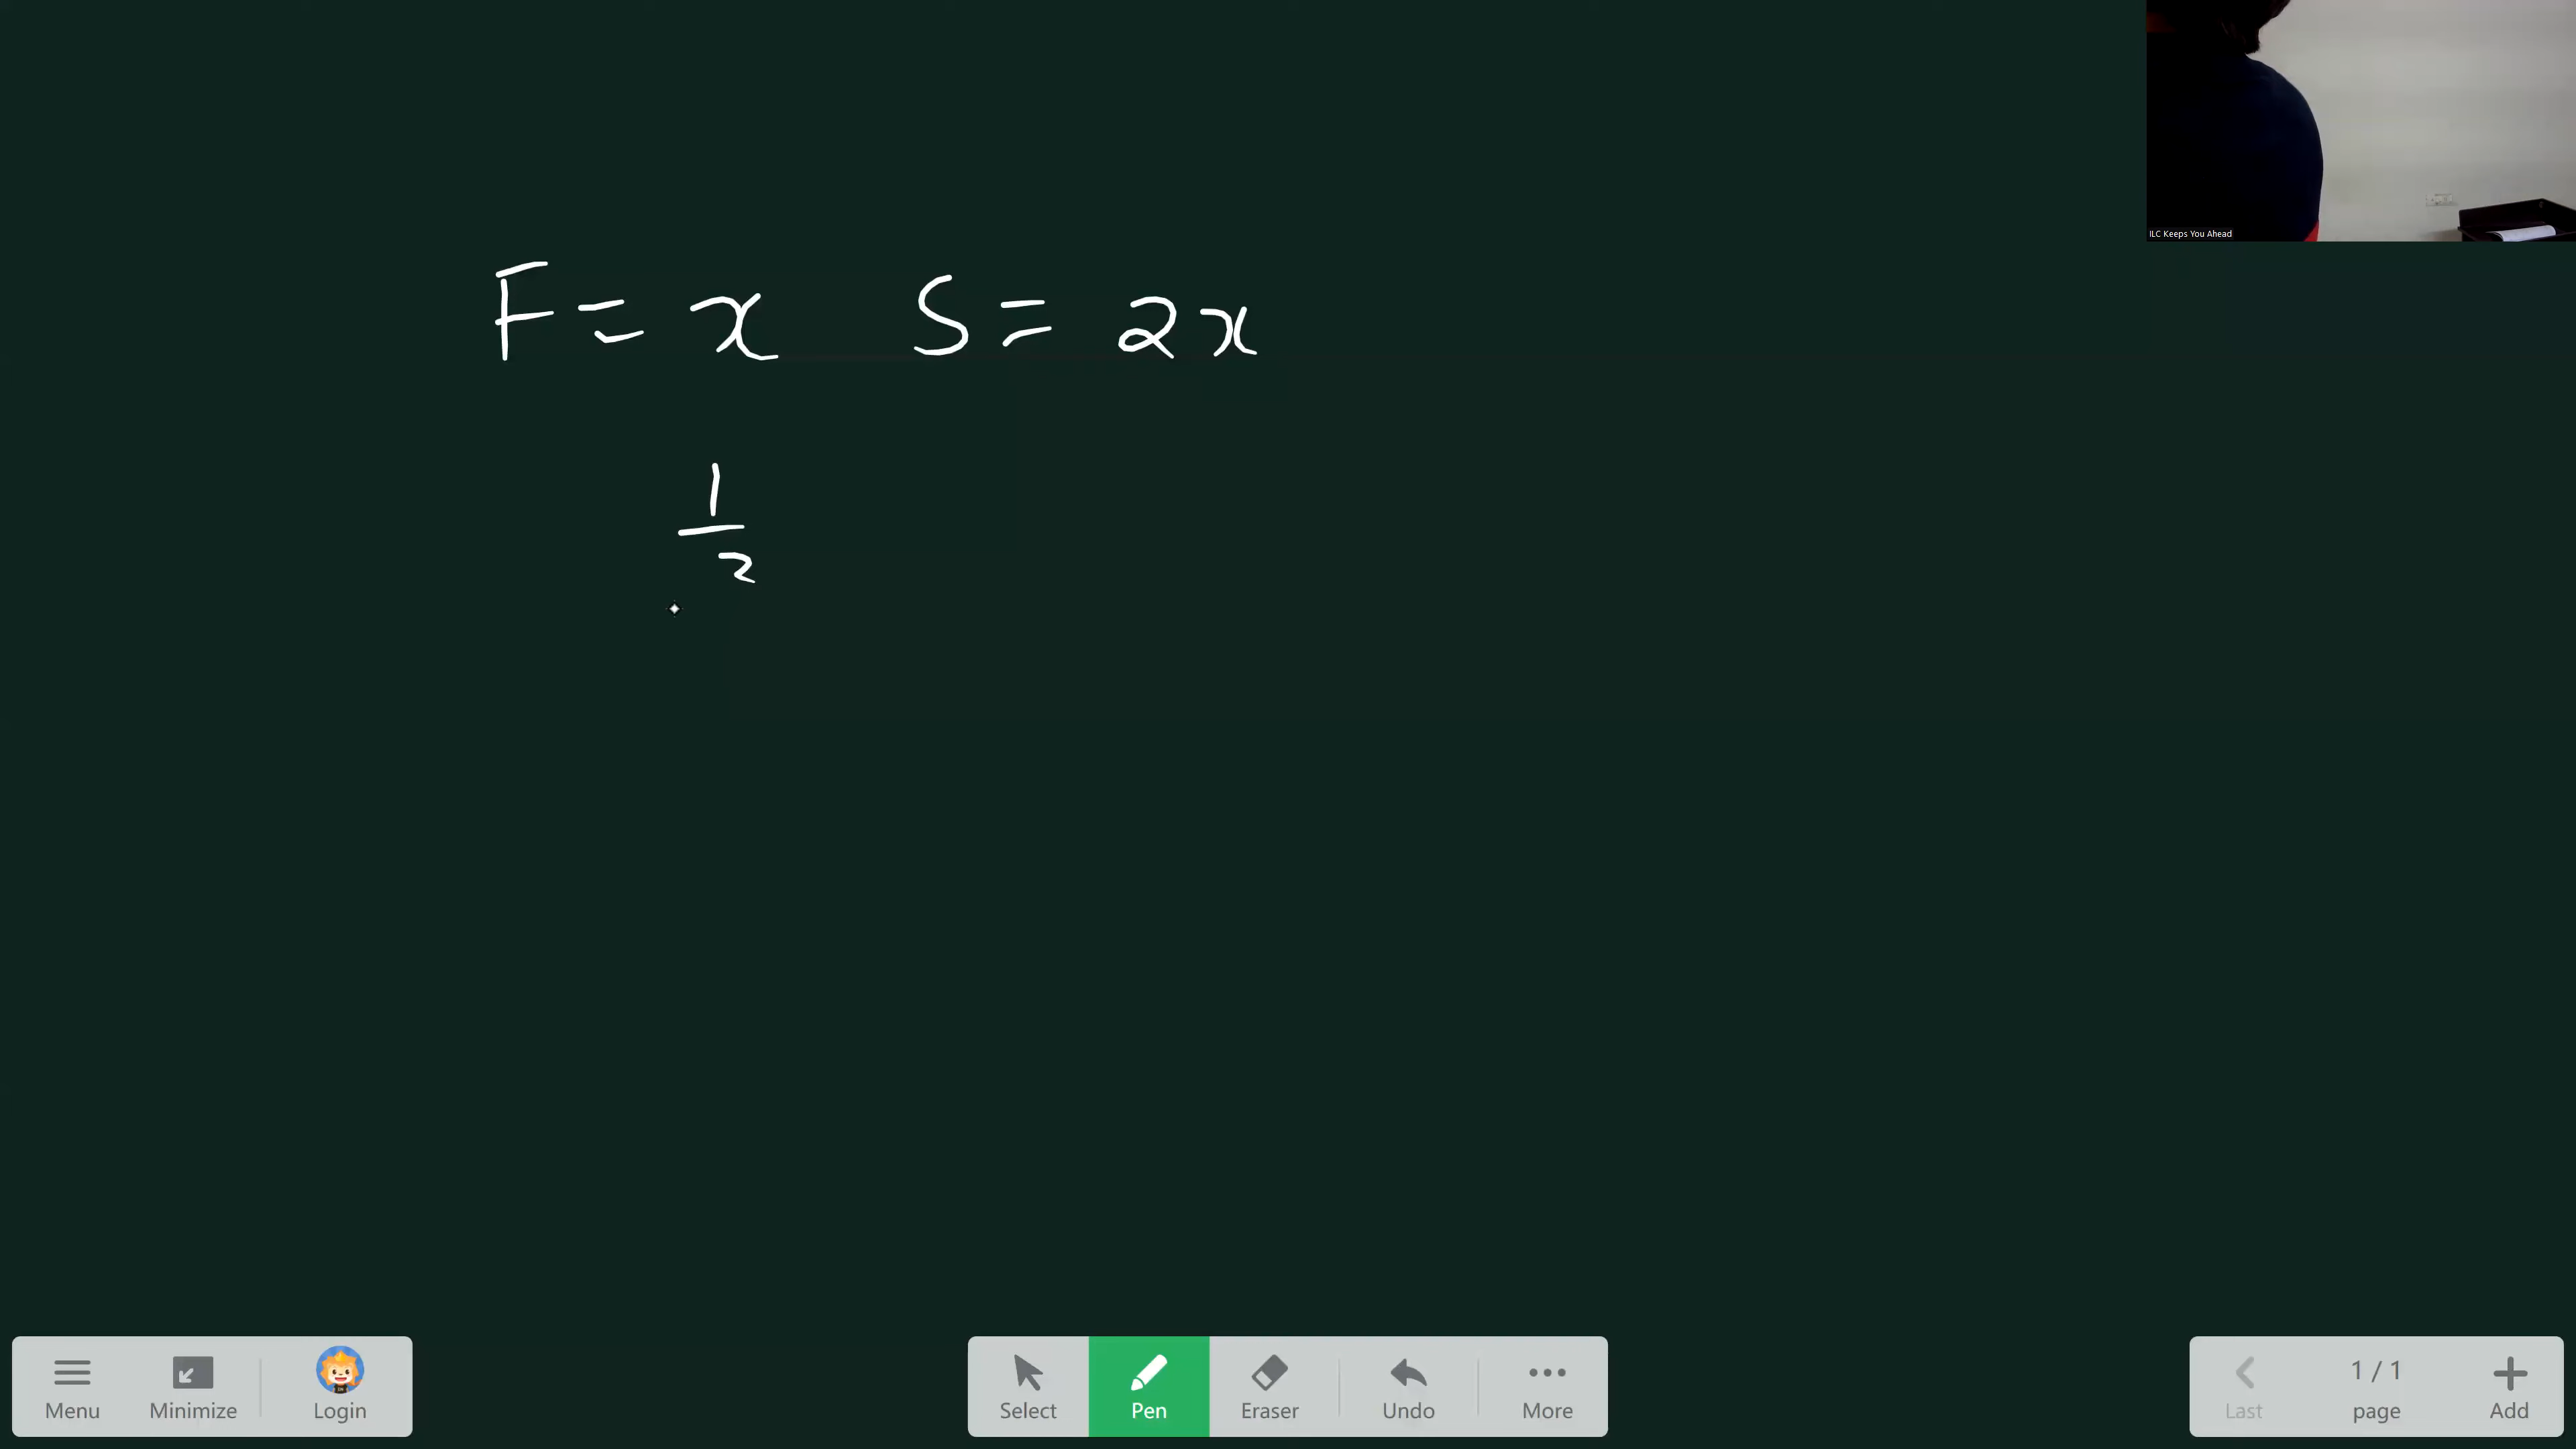 ILC Keeps You Ahead
F = x S = 2x
1
2
Menu Minimize Login Select Pen Eraser Undo More Last 1 / 1 page Add